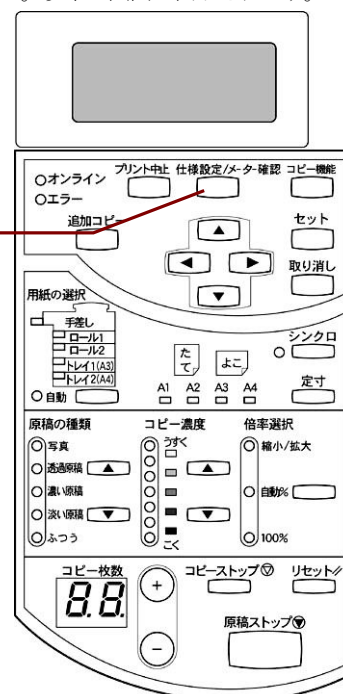 プリント中止 仕様設定/メーター確認 コピー機能
オンライン
エラー
追加コピー
セット
取り消し
用紙の選択
手差し
ロール1
ロール2
トレイ1(A3)
トレイ2(A4)
自動
たて
よこ
A1 A2 A3 A4
シンクロ
定寸
原稿の種類 コピー濃度 倍率選択
写真
透過原稿
濃い原稿
淡い原稿
ふつう
うすく
こく
縮小/拡大
自動%
100%
コピー枚数 コピーストップ リセット//
8.8.
+
−
原稿ストップ